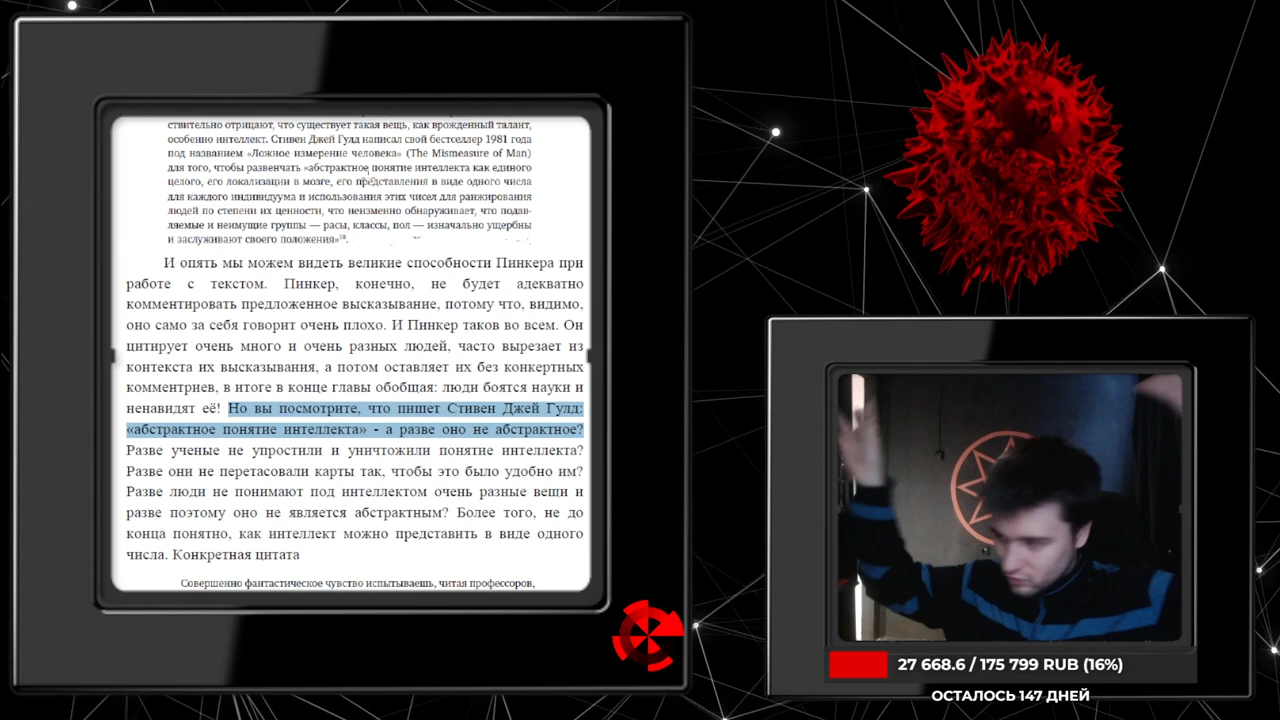 ствительно отрицают, что существует такая вещь, как врожденный талант,
особенно интеллект. Стивен Джей Гулд написал свой бестселлер 1981 года
под названием «Ложное измерение человека» (The Mismeasure of Man)
для того, чтобы развенчать «абстрактное понятие интеллекта как единого
целого, его локализации в мозге, его представления в виде одного числа
для каждого индивидуума и использования этих чисел для ранжирования
людей по степени их ценности, что неизменно обнаруживает, что подав-
ляемые и неимущие группы — расы, классы, пол — изначально ущербны
и заслуживают своего положения»¹⁸.
И опять мы можем видеть великие способности Пинкера при
работе с текстом. Пинкер, конечно, не будет адекватно
комментировать предложенное высказывание, потому что, видимо,
оно само за себя говорит очень плохо. И Пинкер таков во всем. Он
цитирует очень много и очень разных людей, часто вырезает из
контекста их высказывания, а потом оставляет их без конкертных
комментриев, в итоге в конце главы обобщая: люди боятся науки и
ненавидят её! Но вы посмотрите, что пишет Стивен Джей Гулд:
«абстрактное понятие интеллекта» - а разве оно не абстрактное?
Разве ученые не упростили и уничтожили понятие интеллекта?
Разве они не перетасовали карты так, чтобы это было удобно им?
Разве люди не понимают под интеллектом очень разные вещи и
разве поэтому оно не является абстрактным? Более того, не до
конца понятно, как интеллект можно представить в виде одного
числа. Конкретная цитата
Совершенно фантастическое чувство испытываешь, читая профессоров,
27 668.6 / 175 799 RUB (16%)
ОСТАЛОСЬ 147 ДНЕЙ